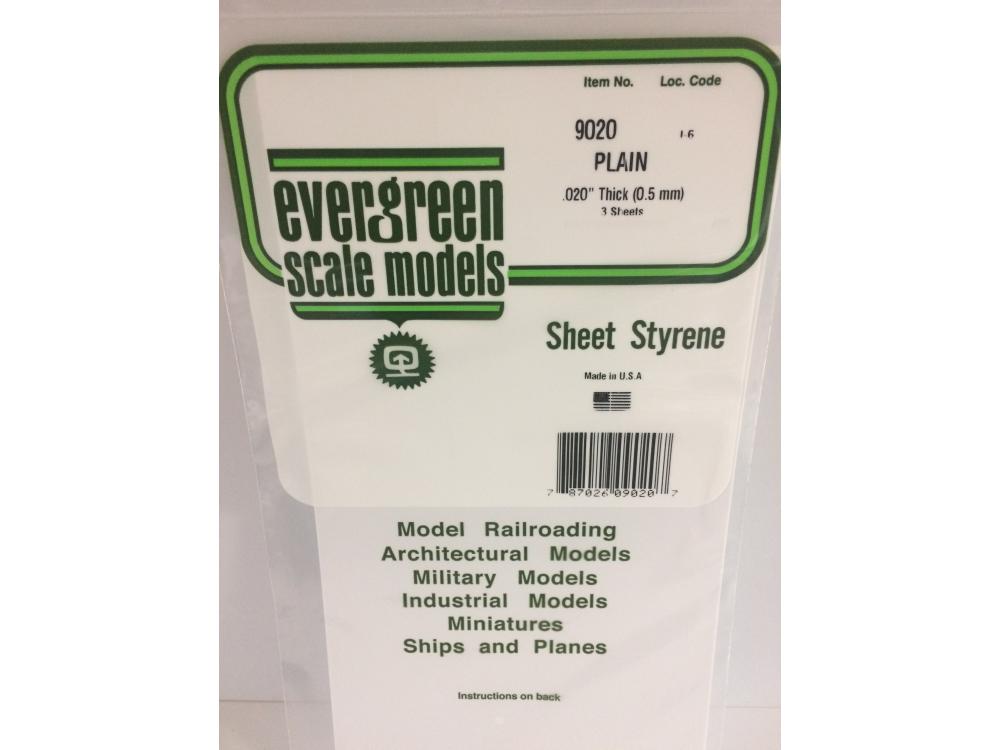 Item No. Loc. Code
9020 I-6
PLAIN
.020" Thick (0.5 mm)
3 Sheets
evergreen
scale models
Sheet Styrene
Made in U.S.A
7 87026 09020 7
Model Railroading
Architectural Models
Military Models
Industrial Models
Miniatures
Ships and Planes
Instructions on back